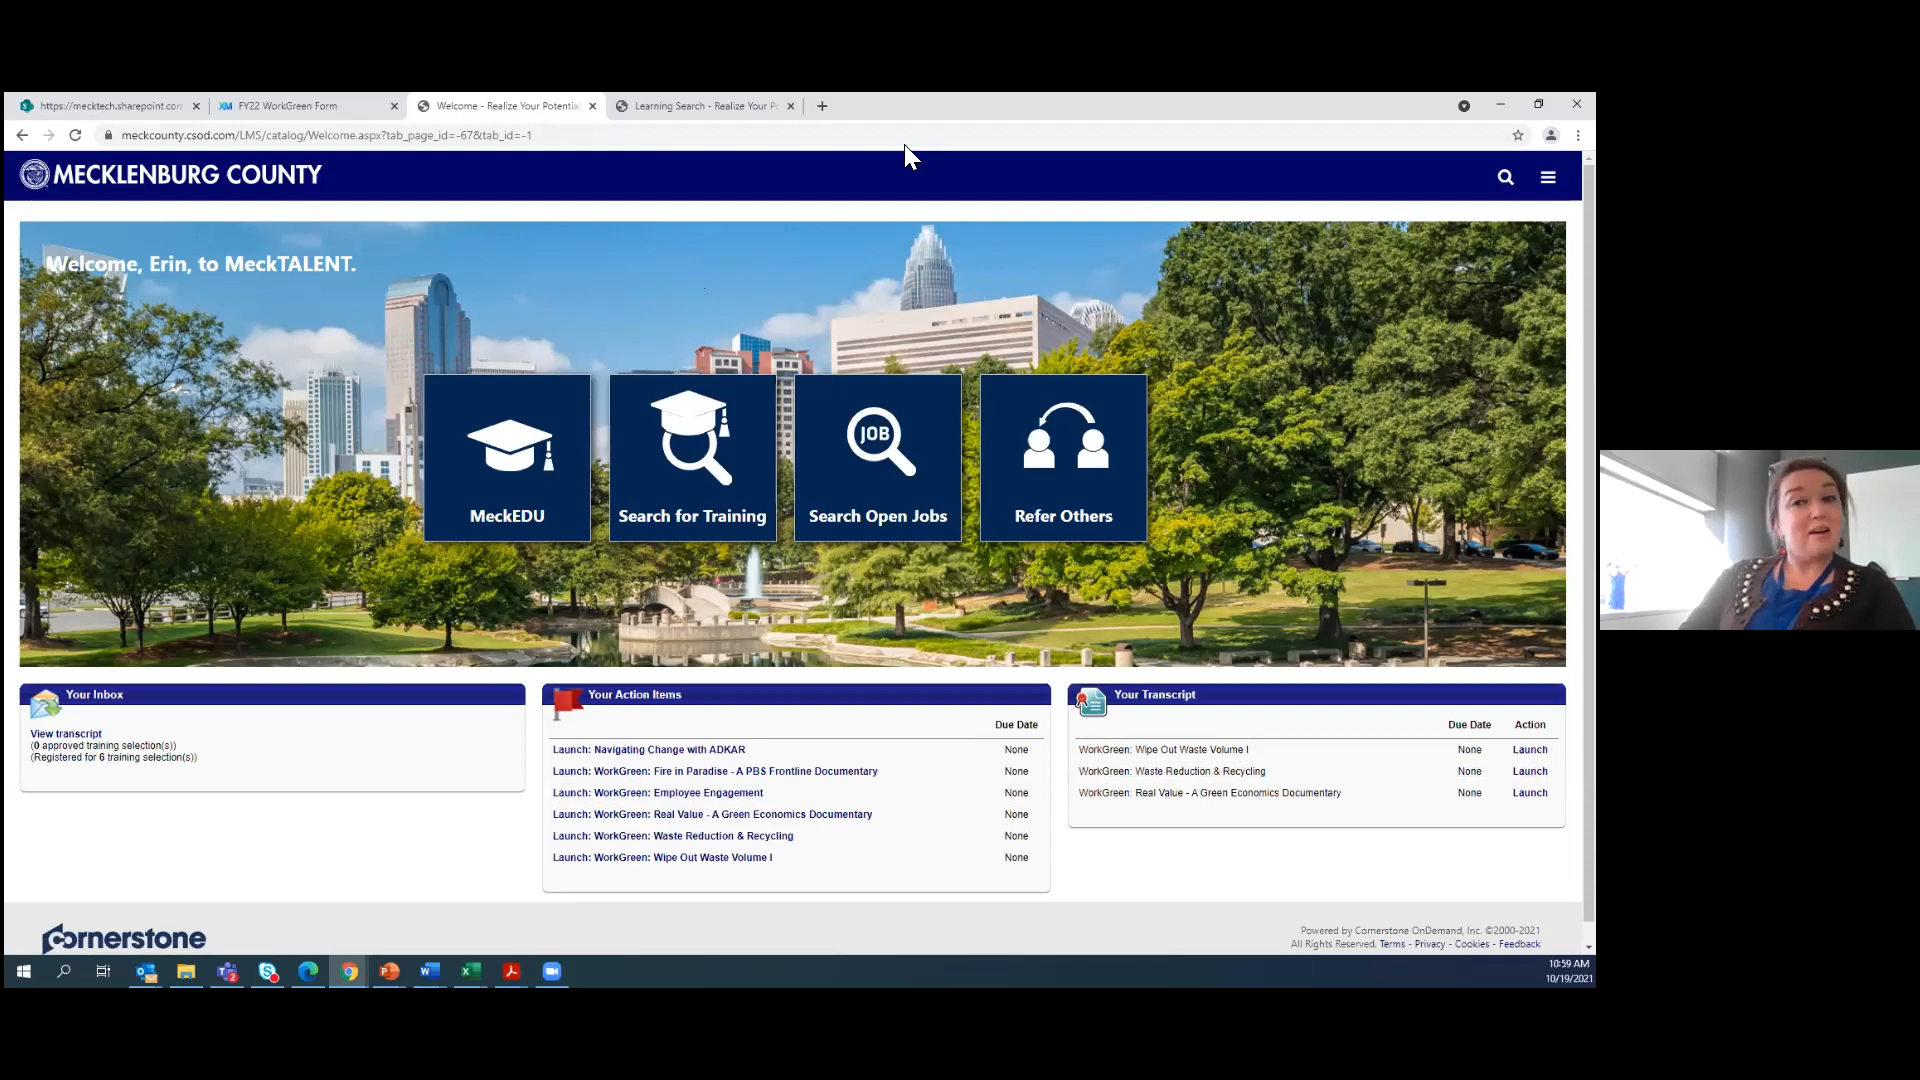 https://mecktech.sharepoint.com
FY22 WorkGreen Form
Welcome - Realize Your Potentia
Learning Search - Realize Your P
meckcounty.csod.com/LMS/catalog/Welcome.aspx?tab_page_id=-67&tab_id=-1
MECKLENBURG COUNTY
Welcome, Erin, to MeckTALENT.
JOB
MeckEDU
Search for Training
Search Open Jobs
Refer Others
Your Inbox
View transcript
(0 approved training selection(s))
(Registered for 6 training selection(s))
Your Action Items
Due Date
Launch: Navigating Change with ADKAR None
Launch: WorkGreen: Fire in Paradise - A PBS Frontline Documentary None
Launch: WorkGreen: Employee Engagement None
Launch: WorkGreen: Real Value - A Green Economics Documentary None
Launch: WorkGreen: Waste Reduction & Recycling None
Launch: WorkGreen: Wipe Out Waste Volume I None
Your Transcript
Due Date Action
WorkGreen: Wipe Out Waste Volume I None Launch
WorkGreen: Waste Reduction & Recycling None Launch
WorkGreen: Real Value - A Green Economics Documentary None Launch
Cornerstone
Powered by Cornerstone OnDemand, Inc. ©2000-2021
All Rights Reserved. Terms - Privacy - Cookies - Feedback
10:59 AM
10/19/2021